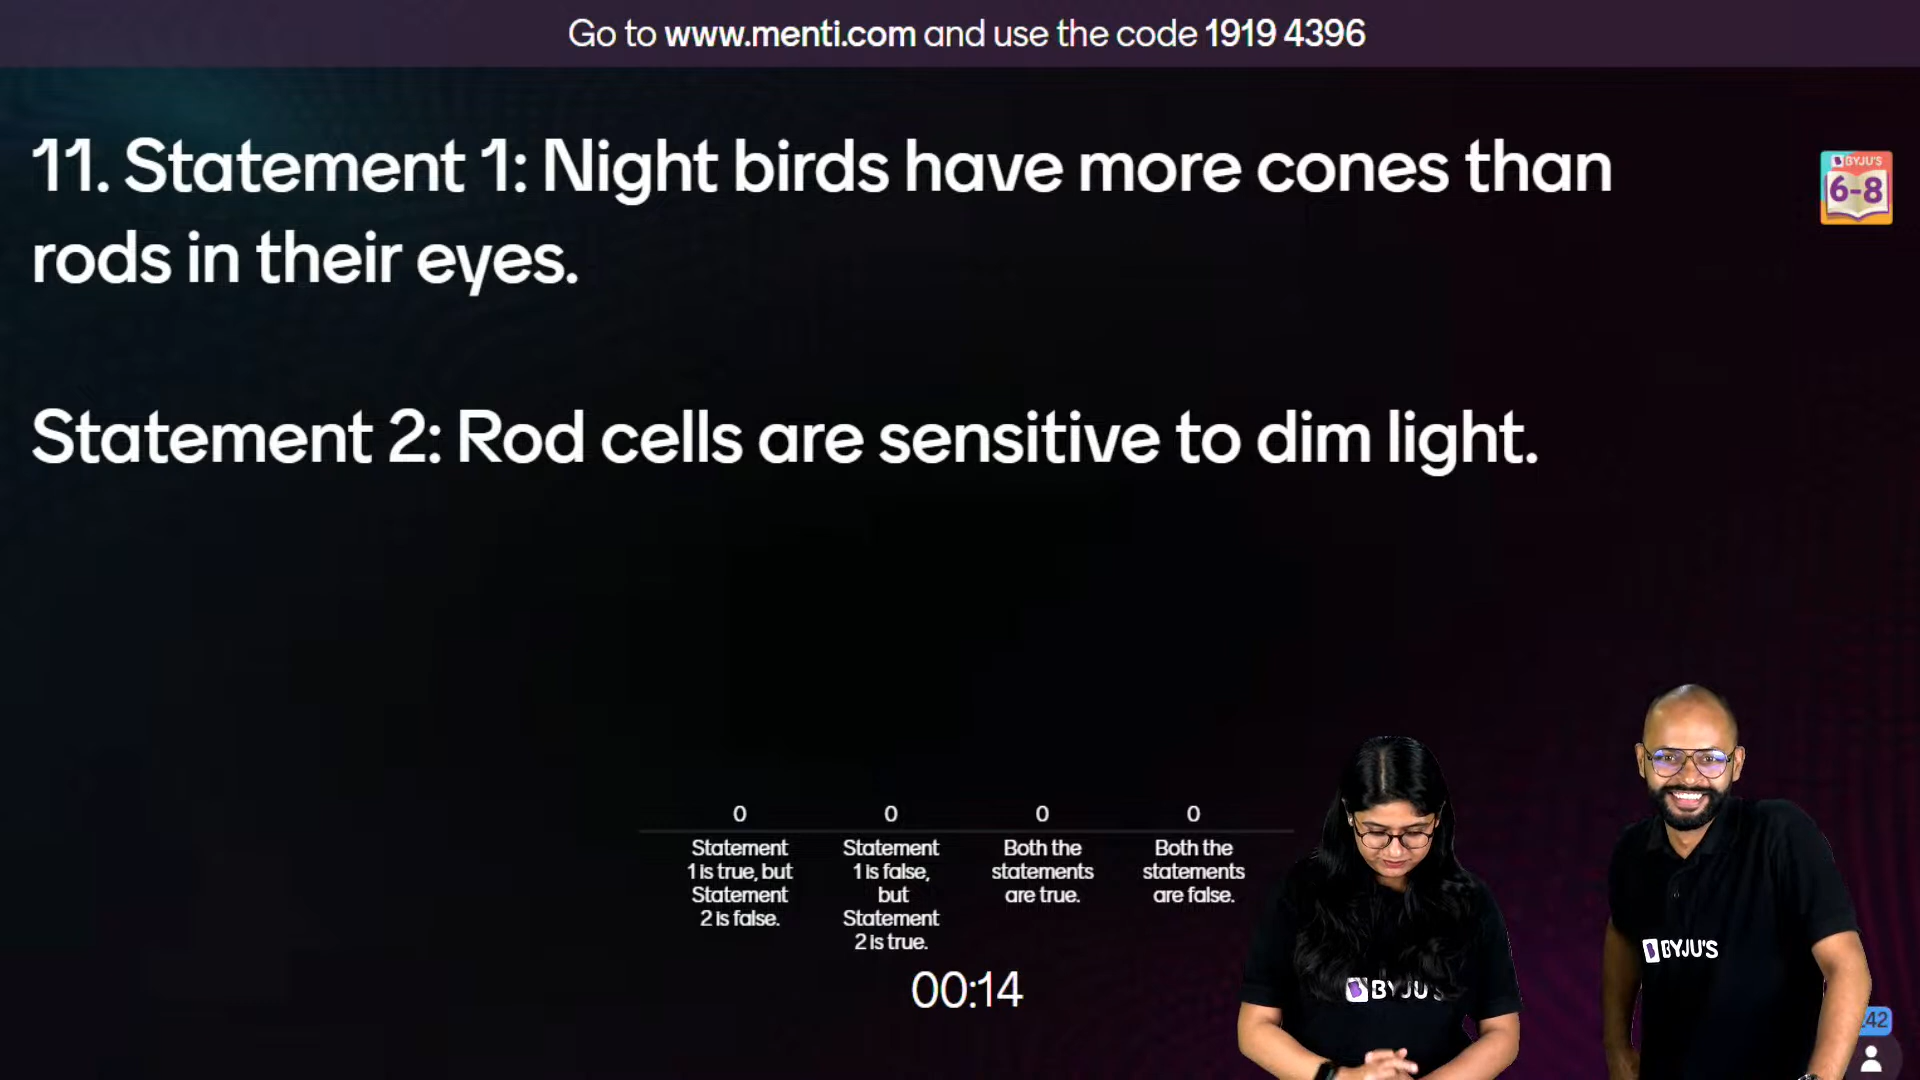 Go to www.menti.com and use the code 1919 4396
11. Statement 1: Night birds have more cones than
rods in their eyes.
BYJU'S
6-8
Statement 2: Rod cells are sensitive to dim light.
0 0 0 0
Statement
1 is true, but
Statement
2 is false.
Statement
1 is false,
but
Statement
2 is true.
Both the
statements
are true.
Both the
statements
are false.
00:14
BYJU'S
BYJU'S
42